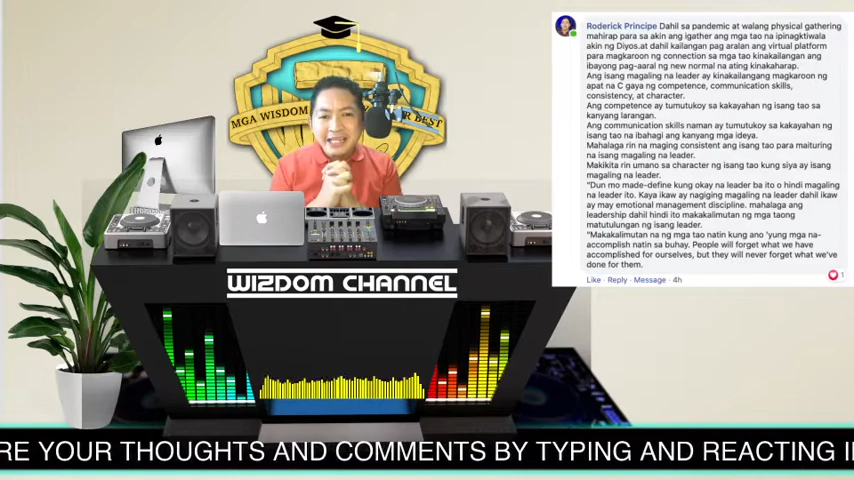 MGA WISDOM
R BEST
WIZDOM CHANNEL
Roderick Principe Dahil sa pandemic at walang physical gathering
mahirap para sa akin ang igather ang mga tao na ipinagktiwala
akin ng Diyos.at dahil kailangan pag aralan ang virtual platform
para magkaroon ng connection sa mga tao kinakailangan ang
ibayong pag-aaral ng new normal na ating kinakaharap.
Ang isang magaling na leader ay kinakailangang magkaroon ng
apat na C gaya ng competence, communication skills,
consistency, at character.
Ang competence ay tumutukoy sa kakayahan ng isang tao sa
kanyang larangan.
Ang communication skills naman ay tumutukoy sa kakayahan ng
isang tao na ibahagi ang kanyang mga ideya.
Mahalaga rin na maging consistent ang isang tao para maituring
na isang magaling na leader.
Makikita rin umano sa character ng isang tao kung siya ay isang
magaling na leader.
"Dun mo made-define kung okay na leader ba ito o hindi magaling
na leader ito. Kaya ikaw ay nagiging magaling na leader dahil ikaw
ay may emotional management discipline. mahalaga ang
leadership dahil hindi ito makakalimutan ng mga taong
matutulungan ng isang leader.
"Makakalimutan na ng mga tao natin kung ano 'yung mga na-
accomplish natin sa buhay. People will forget what we have
accomplished for ourselves, but they will never forget what we've
done for them.
1
Like · Reply · Message · 4h
RE YOUR THOUGHTS AND COMMENTS BY TYPING AND REACTING I